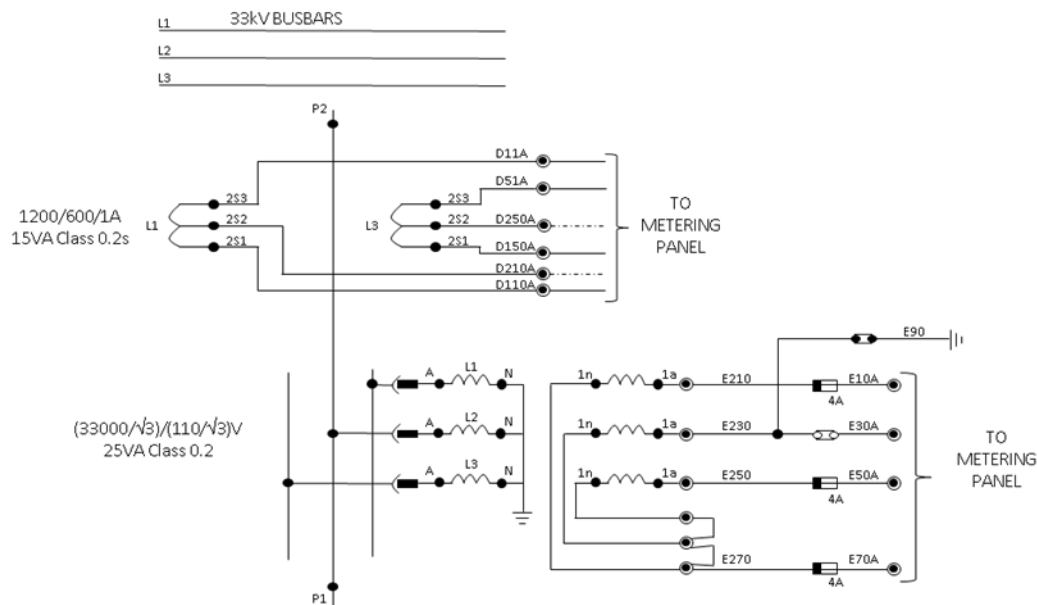 33kV BUSBARS
L1
L2
L3
P2
D11A
D51A
2S3
2S3
1200/600/1A
15VA Class 0.2s
L1
2S2
L3
2S2
D250A
TO
METERING
PANEL
2S1
2S1
D150A
D210A
D110A
E90
A
L1
N
1n
1a
E210
E10A
4A
(33000/√3)/(110/√3)V
25VA Class 0.2
A
L2
N
1a
E230
E30A
TO
METERING
PANEL
A
L3
N
1n
1a
E250
E50A
4A
E270
E70A
4A
P1